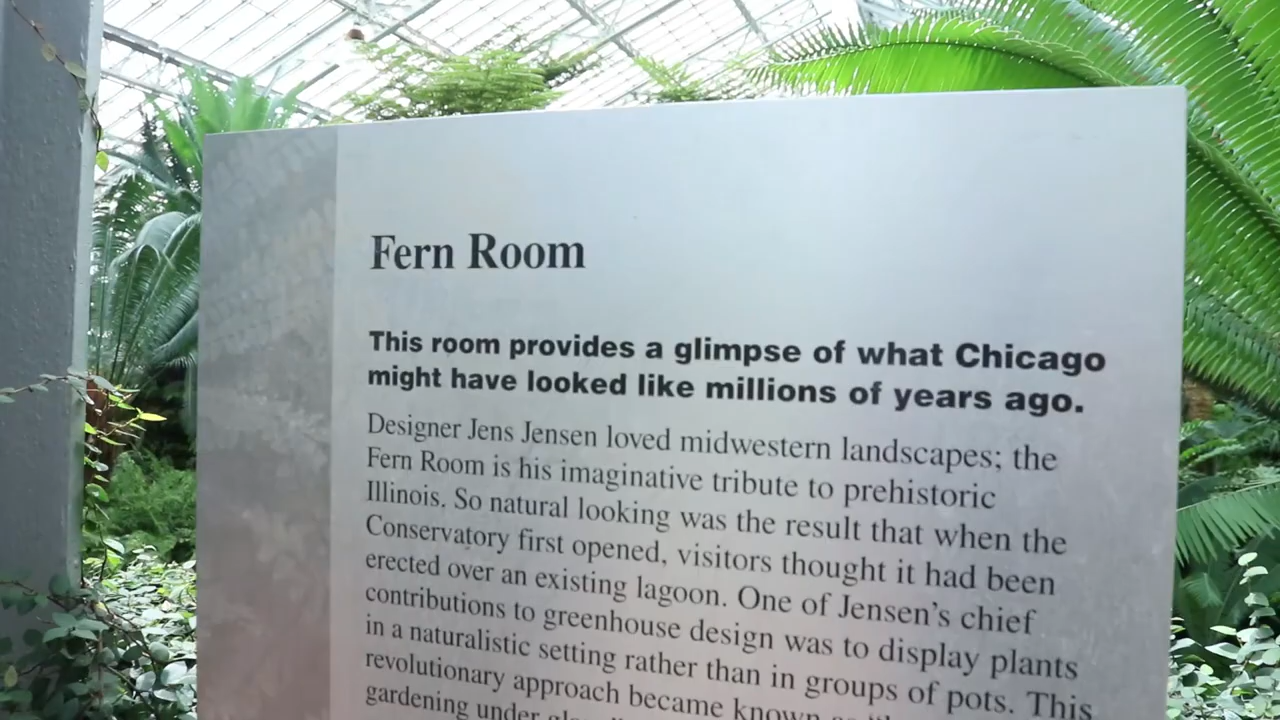 Fern Room
This room provides a glimpse of what Chicago
might have looked like millions of years ago.
Designer Jens Jensen loved midwestern landscapes; the
Fern Room is his imaginative tribute to prehistoric
Illinois. So natural looking was the result that when the
Conservatory first opened, visitors thought it had been
erected over an existing lagoon. One of Jensen's chief
contributions to greenhouse design was to display plants
in a naturalistic setting rather than in groups of pots. This
revolutionary approach became known as
gardening under